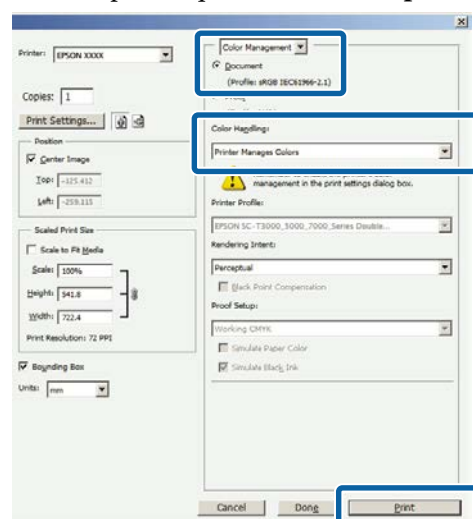 Printer: EPSON XXXX
Copies: 1
Print Settings...
Position
Center Image
Top: -125.412
Left: -259.115
Scaled Print Size
Scale to Fit Media
Scale: 100%
Height: 541.8
Width: 722.4
Print Resolution: 72 PPI
Bounding Box
Units: mm
Color Management
Document
(Profile: sRGB IEC61966-2.1)
Color Handling:
Printer Manages Colors
management in the print settings dialog box.
Printer Profile:
EPSON SC-T3000_5000_7000_Series Double...
Rendering Intent:
Perceptual
Black Point Compensation
Proof Setup:
Working CMYK
Simulate Paper Color
Simulate Black Ink
Cancel
Done
Print